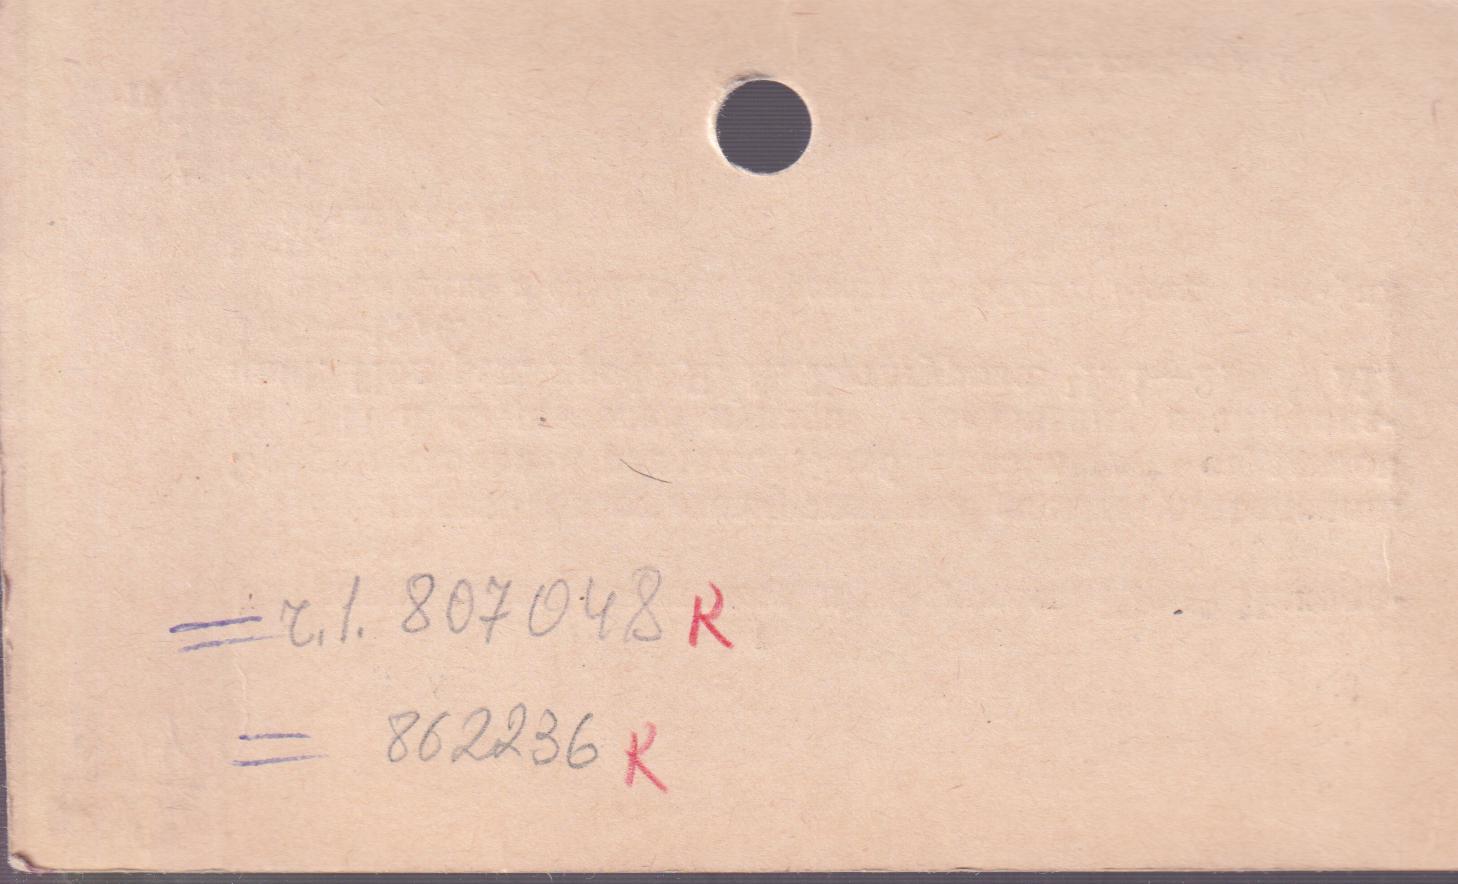 = r.1. 807048 R
= 862236 R